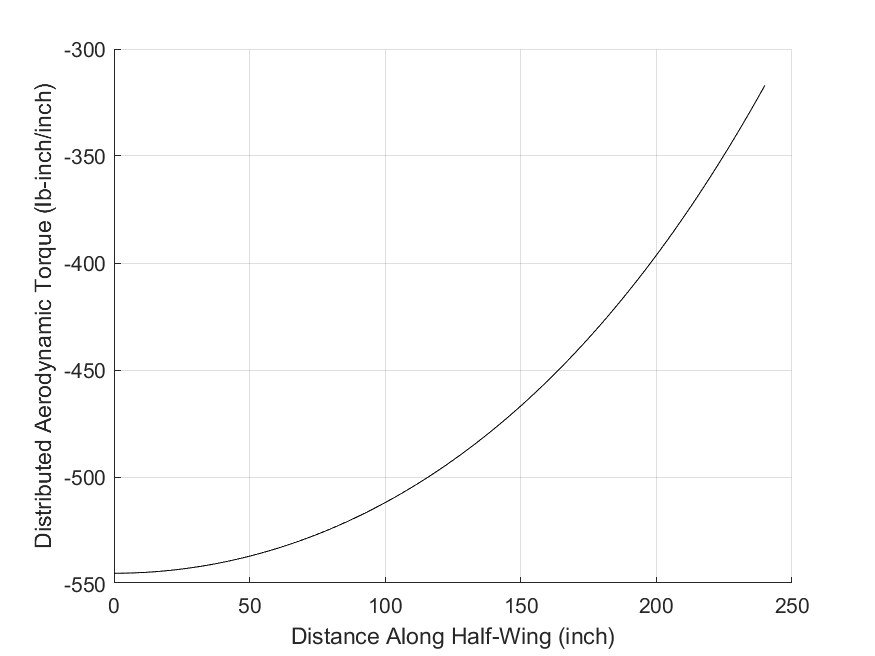 -300
-350
-400
-450
-500
-550
0 50 100 150 200 250
Distance Along Half-Wing (inch)
Distributed Aerodynamic Torque (lb-inch/inch)